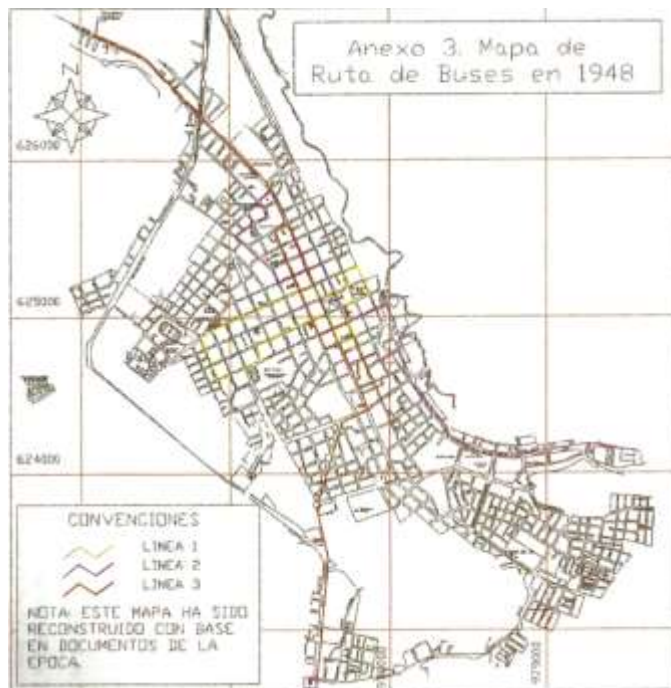 Anexo 3. Mapa de
Ruta de Buses en 1948
N
626000
625000
624000
CONVENCIONES
LINEA 1
LINEA 2
LINEA 3
NOTA: ESTE MAPA HA SIDO
RECONSTRUIDO CON BASE
EN DOCUMENTOS DE LA
EPOCA.
979000